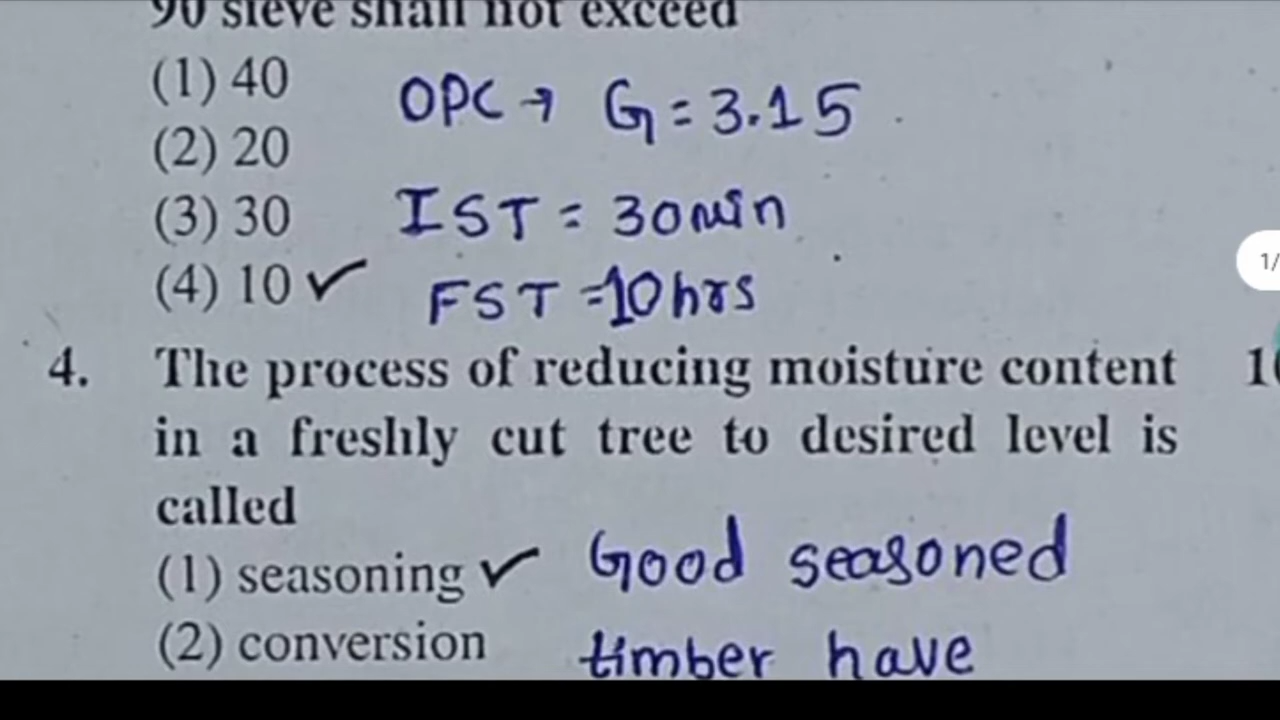 90 sieve shall not exceed
(1) 40
OPC → G = 3.15
(2) 20
(3) 30
IST = 30min
(4) 10 ✓
FST = 10hrs
1/
4. The process of reducing moisture content
in a freshly cut tree to desired level is
called
(1) seasoning ✓
Good seasoned
(2) conversion
timber have